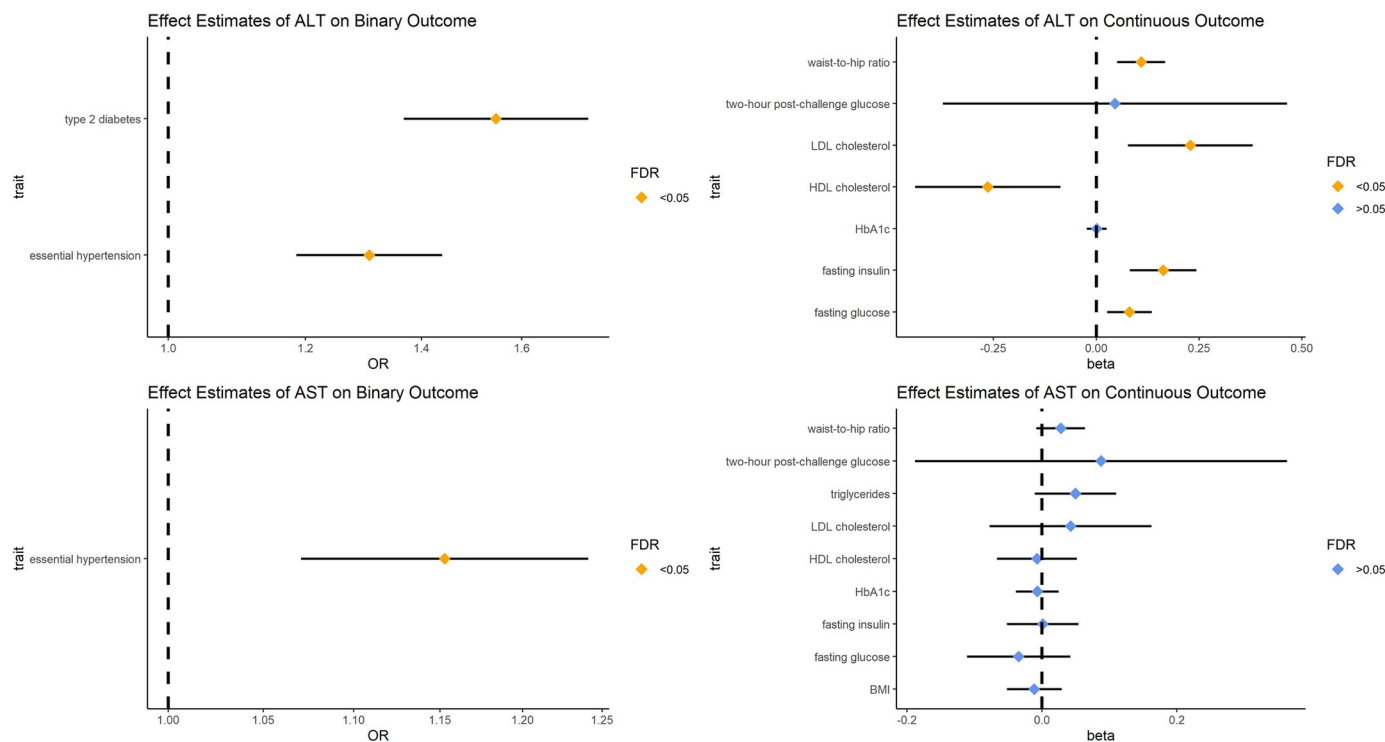 Effect Estimates of ALT on Binary Outcome
trait
type 2 diabetes
essential hypertension
1.0
1.2
1.4
1.6
OR
FDR
<0.05
Effect Estimates of ALT on Continuous Outcome
trait
waist-to-hip ratio
two-hour post-challenge glucose
LDL cholesterol
HDL cholesterol
HbA1c
fasting insulin
fasting glucose
-0.25
0.00
0.25
0.50
beta
FDR
<0.05
>0.05
Effect Estimates of AST on Binary Outcome
trait
essential hypertension
1.00
1.05
1.10
1.15
1.20
1.25
OR
FDR
<0.05
Effect Estimates of AST on Continuous Outcome
trait
waist-to-hip ratio
two-hour post-challenge glucose
triglycerides
LDL cholesterol
HDL cholesterol
HbA1c
fasting insulin
fasting glucose
BMI
-0.2
0.0
0.2
beta
FDR
>0.05